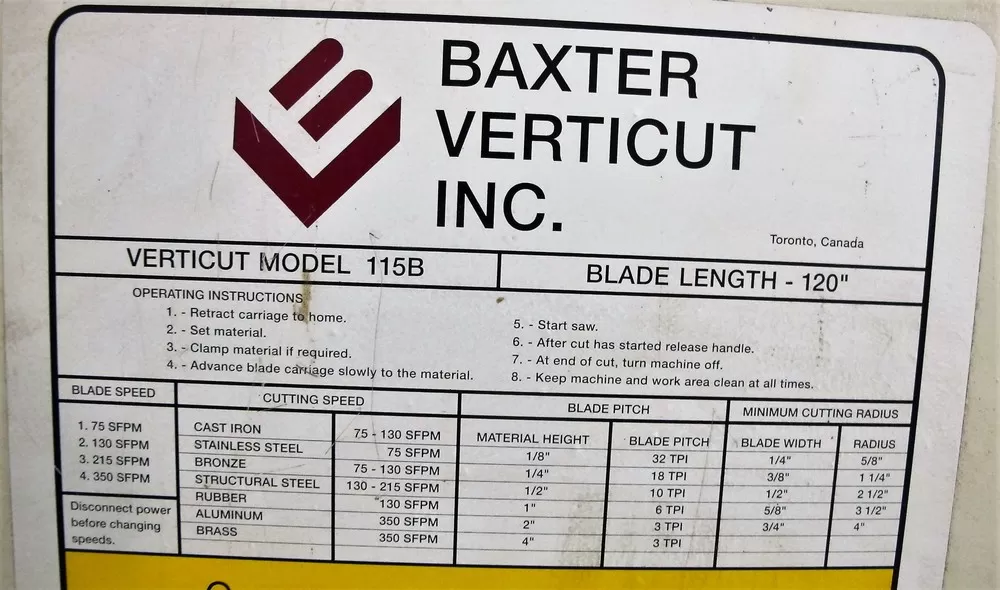 BAXTER
VERTICUT
INC.
Toronto, Canada
VERTICUT MODEL 115B
BLADE LENGTH - 120"
OPERATING INSTRUCTIONS
1. - Retract carriage to home.
2. - Set material.
3. - Clamp material if required.
4. - Advance blade carriage slowly to the material.
5. - Start saw.
6. - After cut has started release handle.
7. - At end of cut, turn machine off.
8. - Keep machine and work area clean at all times.
BLADE SPEED
1. 75 SFPM
2. 130 SFPM
3. 215 SFPM
4. 350 SFPM
Disconnect power
before changing
speeds.
CUTTING SPEED
CAST IRON 75 - 130 SFPM
STAINLESS STEEL 75 SFPM
BRONZE 75 - 130 SFPM
STRUCTURAL STEEL 130 - 215 SFPM
RUBBER 130 SFPM
ALUMINUM 350 SFPM
BRASS 350 SFPM
BLADE PITCH
MATERIAL HEIGHT BLADE PITCH
1/8" 32 TPI
1/4" 18 TPI
1/2" 10 TPI
1" 6 TPI
2" 3 TPI
4" 3 TPI
MINIMUM CUTTING RADIUS
BLADE WIDTH RADIUS
1/4" 5/8"
3/8" 1 1/4"
1/2" 2 1/2"
5/8" 3 1/2"
3/4" 4"